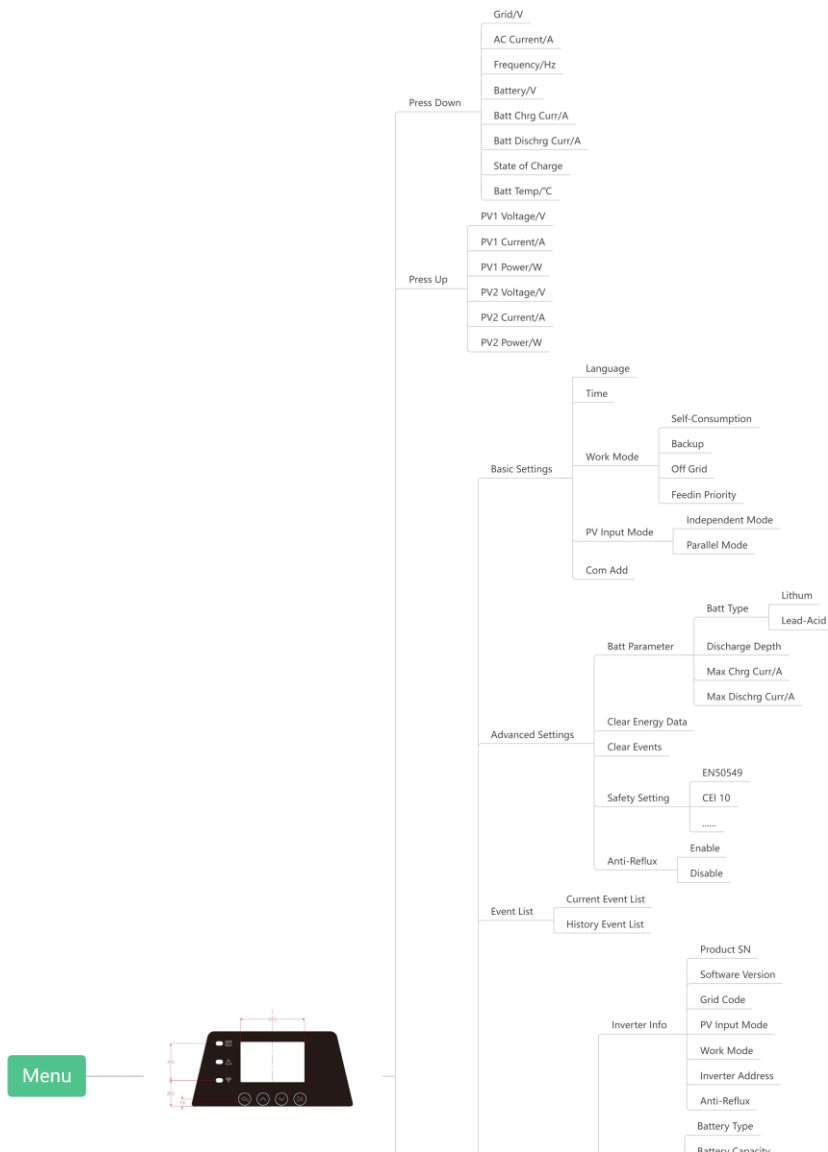 Grid/V
AC Current/A
Frequency/Hz
Battery/V
Press Down
Batt Chrg Curr/A
Batt Dischrg Curr/A
State of Charge
Batt Temp/°C
PV1 Voltage/V
PV1 Current/A
PV1 Power/W
Press Up
PV2 Voltage/V
PV2 Current/A
PV2 Power/W
Language
Time
Self-Consumption
Backup
Work Mode
Basic Settings
Off Grid
Feedin Priority
Independent Mode
PV Input Mode
Parallel Mode
Com Add
Lithum
Batt Type
Lead-Acid
Batt Parameter
Discharge Depth
Max Chrg Curr/A
Max Dischrg Curr/A
Clear Energy Data
Advanced Settings
Clear Events
EN50549
Safety Setting
CEI 10
......
Enable
Anti-Reflux
Disable
Current Event List
Event List
History Event List
Product SN
Software Version
Grid Code
Inverter Info
PV Input Mode
Work Mode
Inverter Address
Anti-Reflux
Menu
Battery Type
Battery Capacity